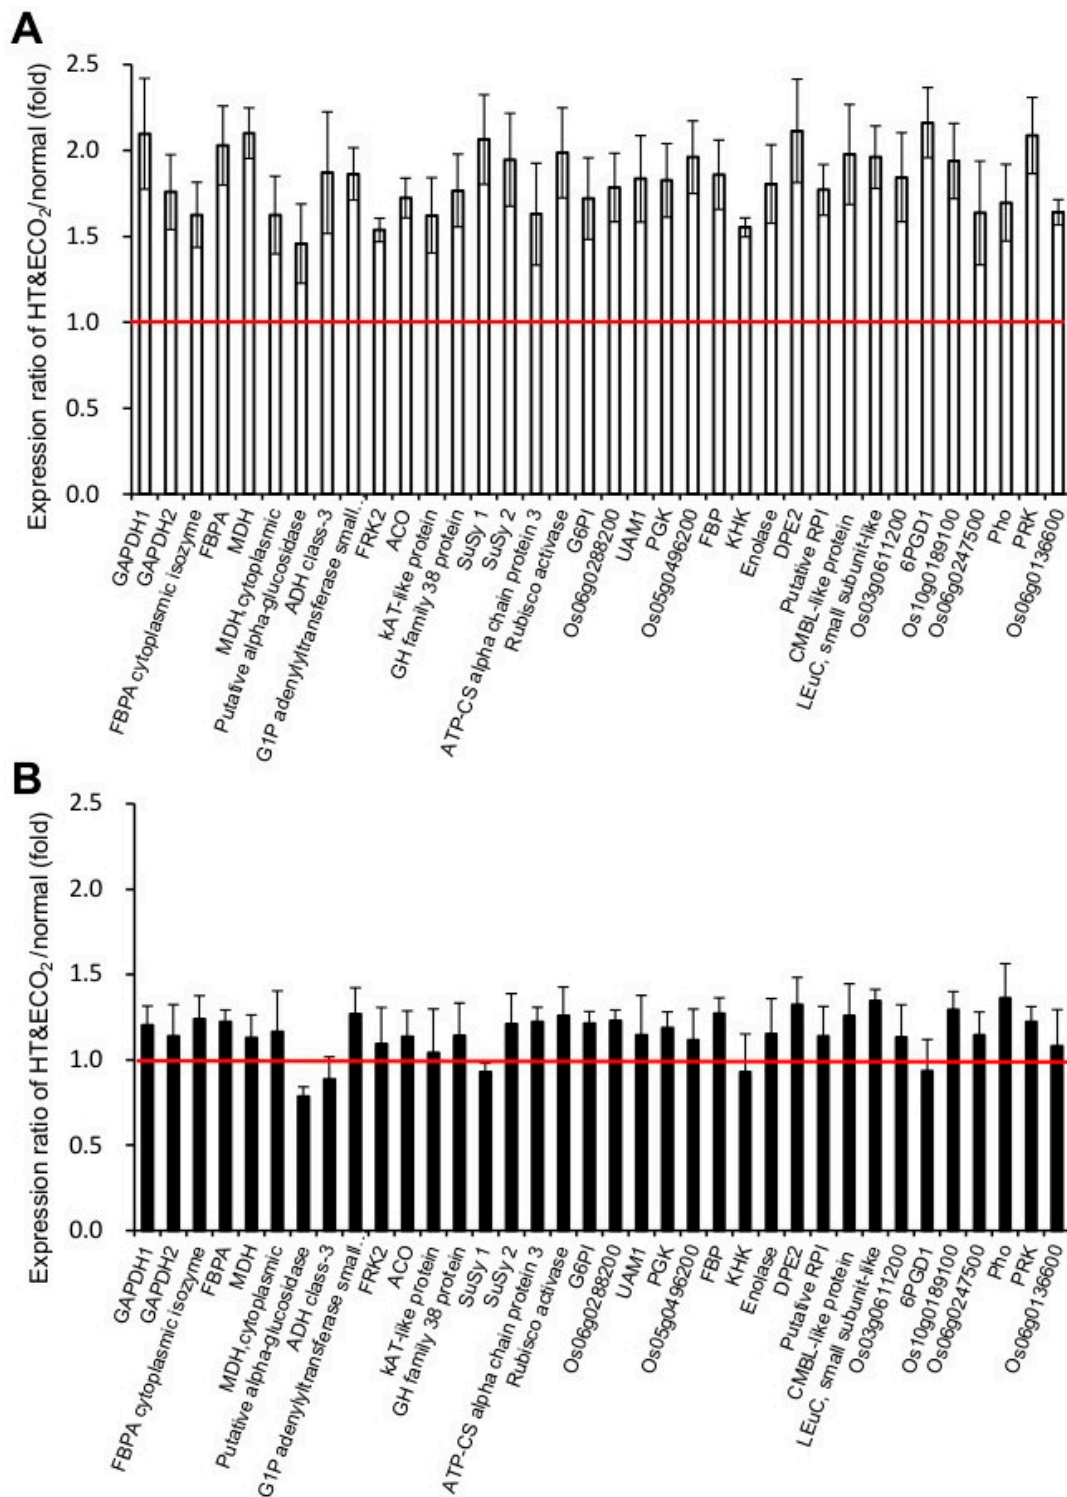 A
Expression ratio of HT&ECO₂/normal (fold)
2.5
2.0
1.5
1.0
0.5
0.0
GAPDH1
GAPDH2
FBPA cytoplasmic isozyme
FBPA
MDH
MDH,cytoplasmic
Putative alpha-glucosidase
ADH class-3
G1P adenylyltransferase small...
FRK2
ACO
kAT-like protein
GH family 38 protein
SuSy 1
SuSy 2
ATP-CS alpha chain protein 3
Rubisco activase
G6PI
Os06g0288200
UAM1
PGK
Os05g0496200
FBP
KHK
Enolase
DPE2
Putative RPI
CMBL-like protein
LEuC, small subunit-like
Os03g0611200
6PGD1
Os10g0189100
Os06g0247500
Pho
PRK
Os06g0136600
B
Expression ratio of HT&ECO₂/normal (fold)
2.5
2.0
1.5
1.0
0.5
0.0
GAPDH1
GAPDH2
FBPA cytoplasmic isozyme
FBPA
MDH
MDH,cytoplasmic
Putative alpha-glucosidase
ADH class-3
G1P adenylyltransferase small...
FRK2
ACO
kAT-like protein
GH family 38 protein
SuSy 1
SuSy 2
ATP-CS alpha chain protein 3
Rubisco activase
G6PI
Os06g0288200
UAM1
PGK
Os05g0496200
FBP
KHK
Enolase
DPE2
Putative RPI
CMBL-like protein
LEuC, small subunit-like
Os03g0611200
6PGD1
Os10g0189100
Os06g0247500
Pho
PRK
Os06g0136600